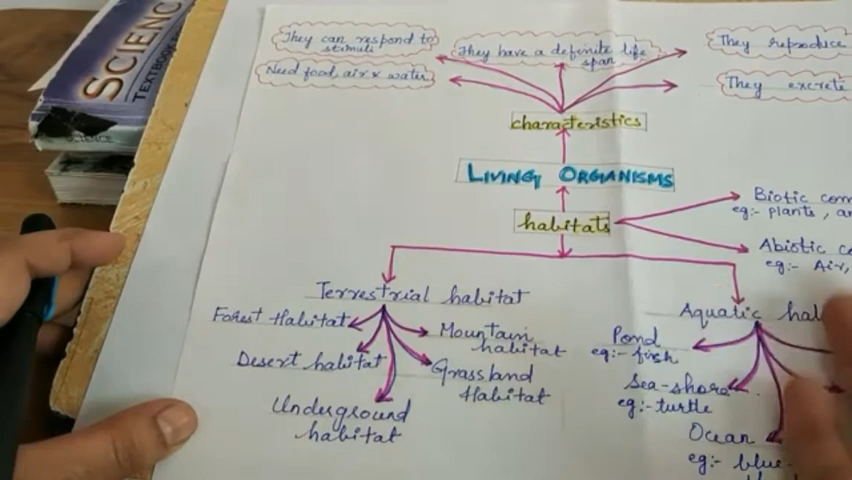 SCIENCE
TEXTBOOK
SCIENCE
They can respond to
stimuli
They have a definite life
span
They reproduce
Need food, air & water
They excrete
characteristics
LIVING ORGANISMS
habitats
Biotic com
eg:- plants, an
Abiotic co
eg:- Air,
Terrestrial habitat
Forest Habitat
Mountain
habitat
Desert habitat
Grassland
Habitat
Underground
habitat
Aquatic hab
Pond
eg:- fish
Sea-shore
eg:- turtle
Ocean
eg:- blue-